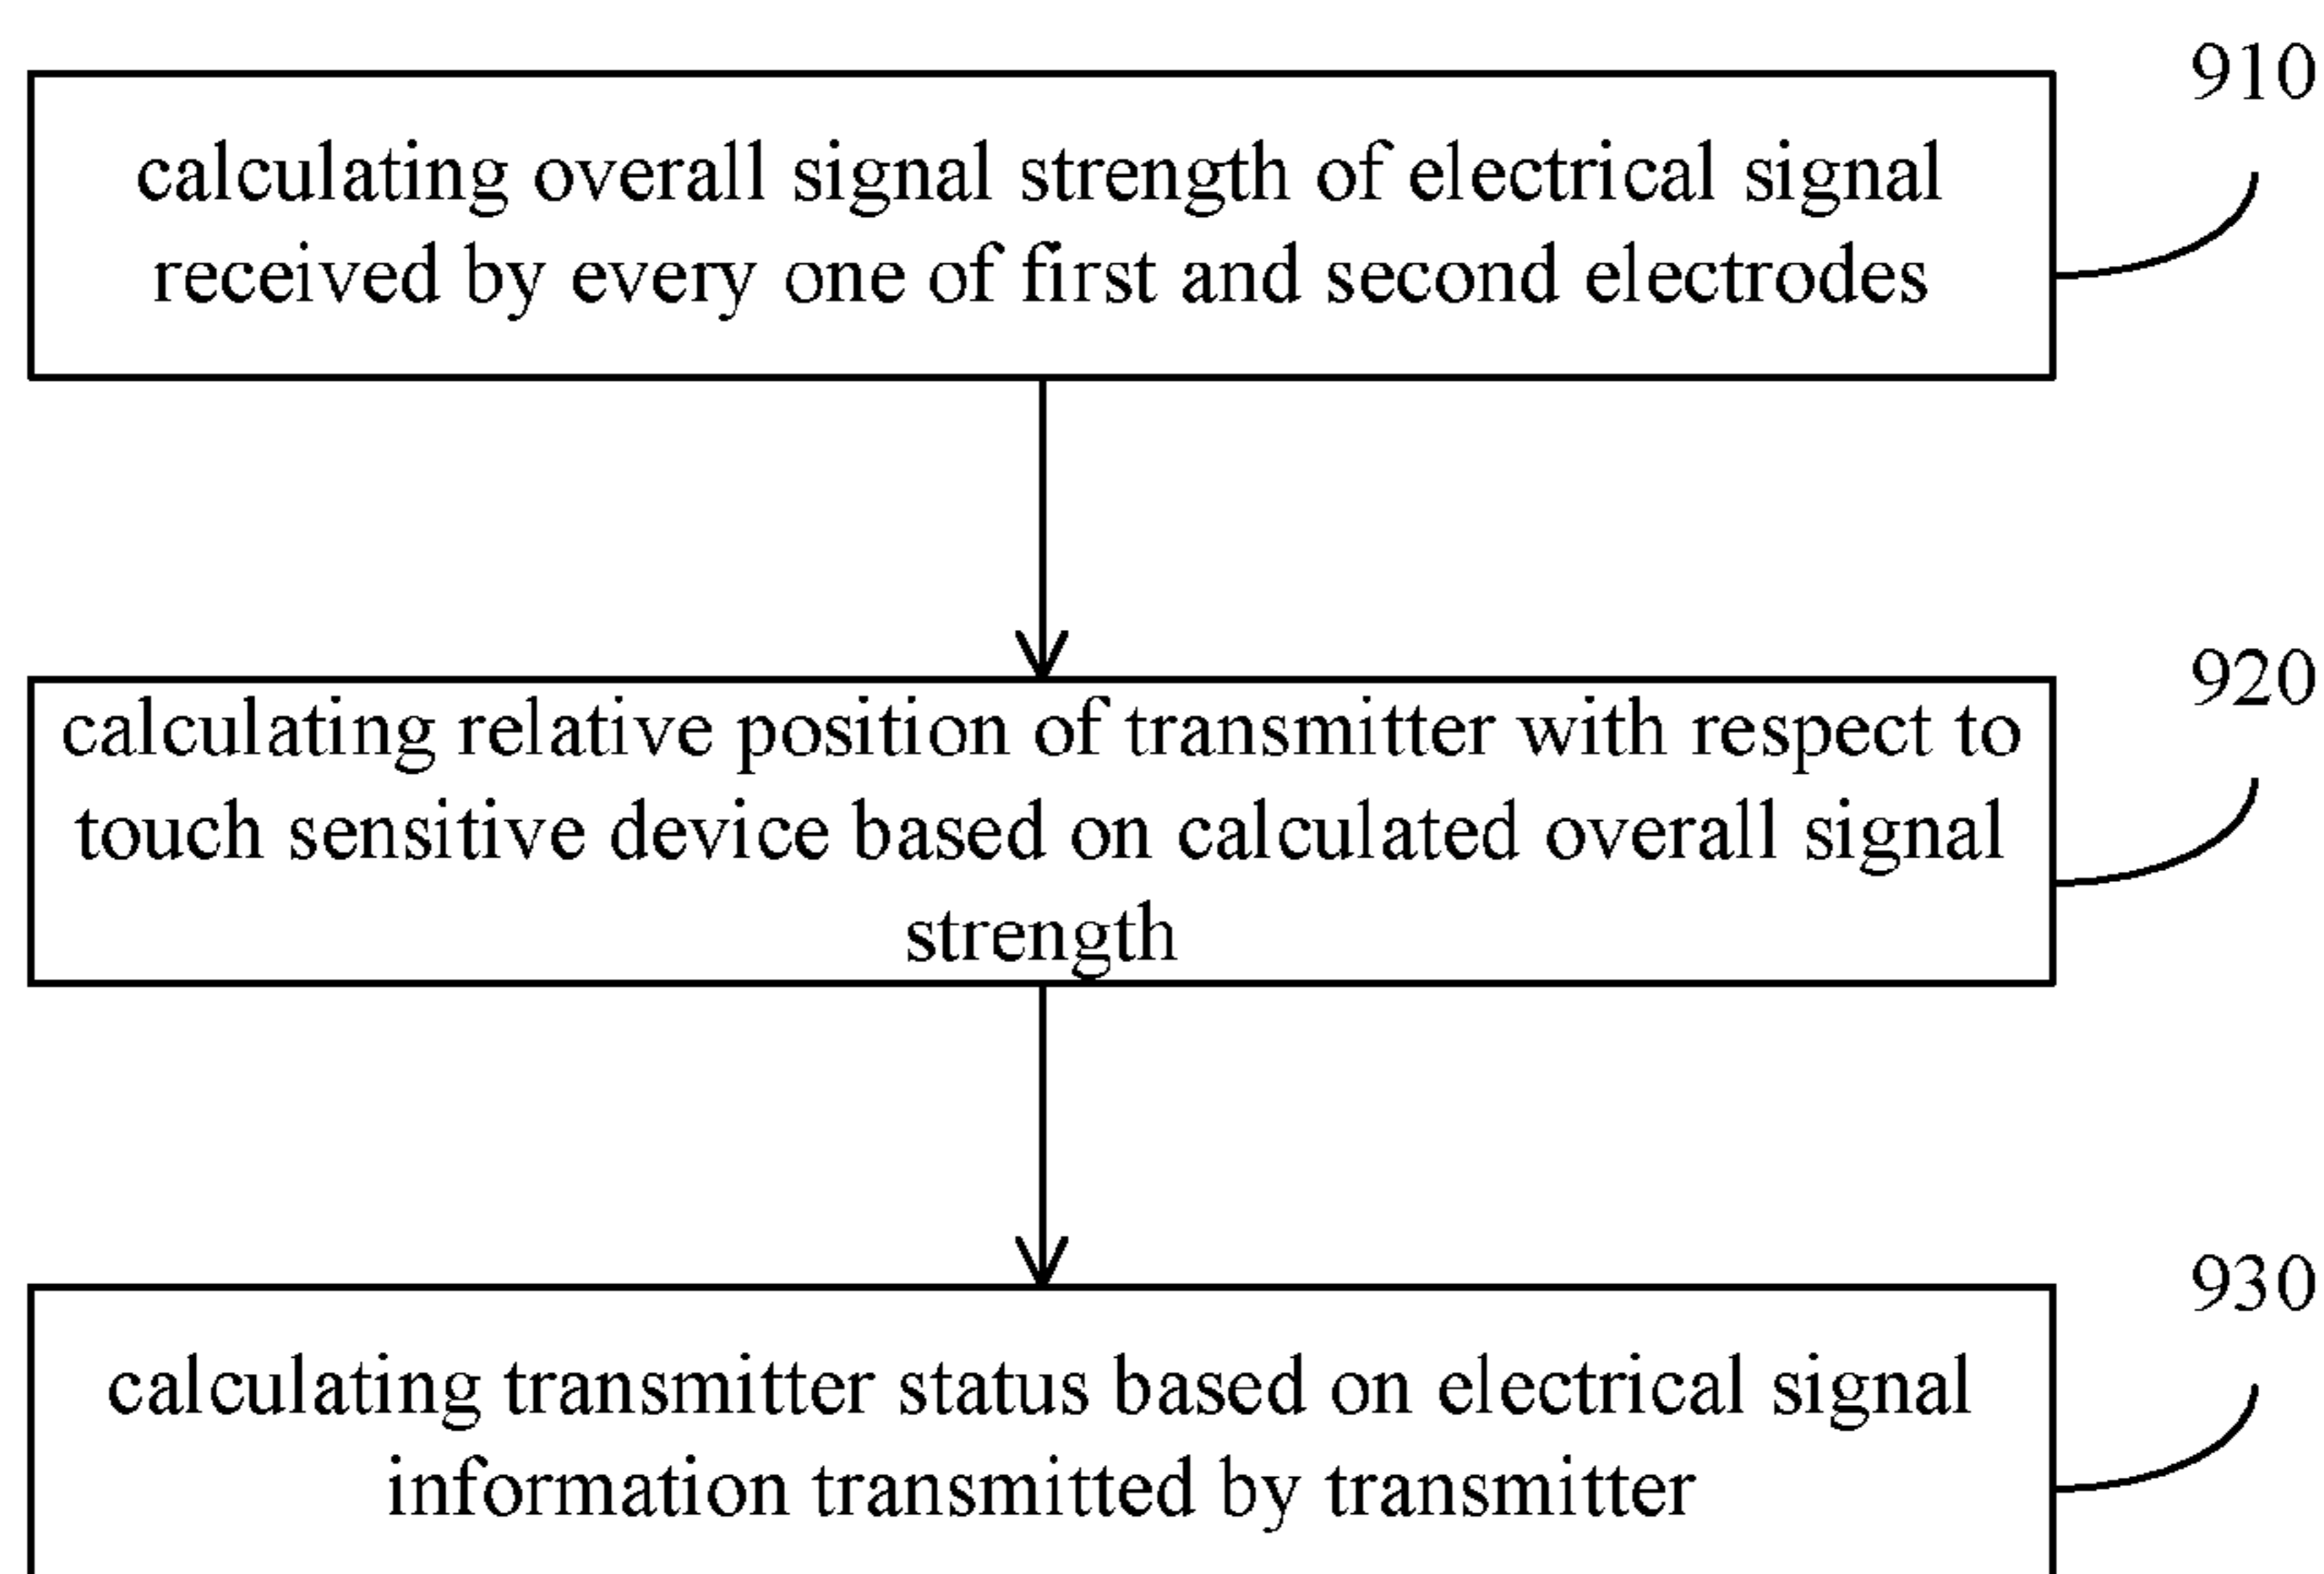 910
calculating overall signal strength of electrical signal
received by every one of first and second electrodes
920
calculating relative position of transmitter with respect to
touch sensitive device based on calculated overall signal
strength
930
calculating transmitter status based on electrical signal
information transmitted by transmitter